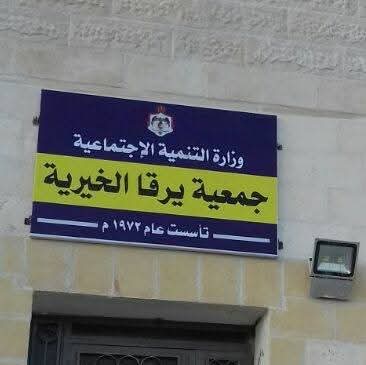 وزارة التنمية الإجتماعية
جمعية يرقا الخيرية
تأسست عام ١٩٧٢ م